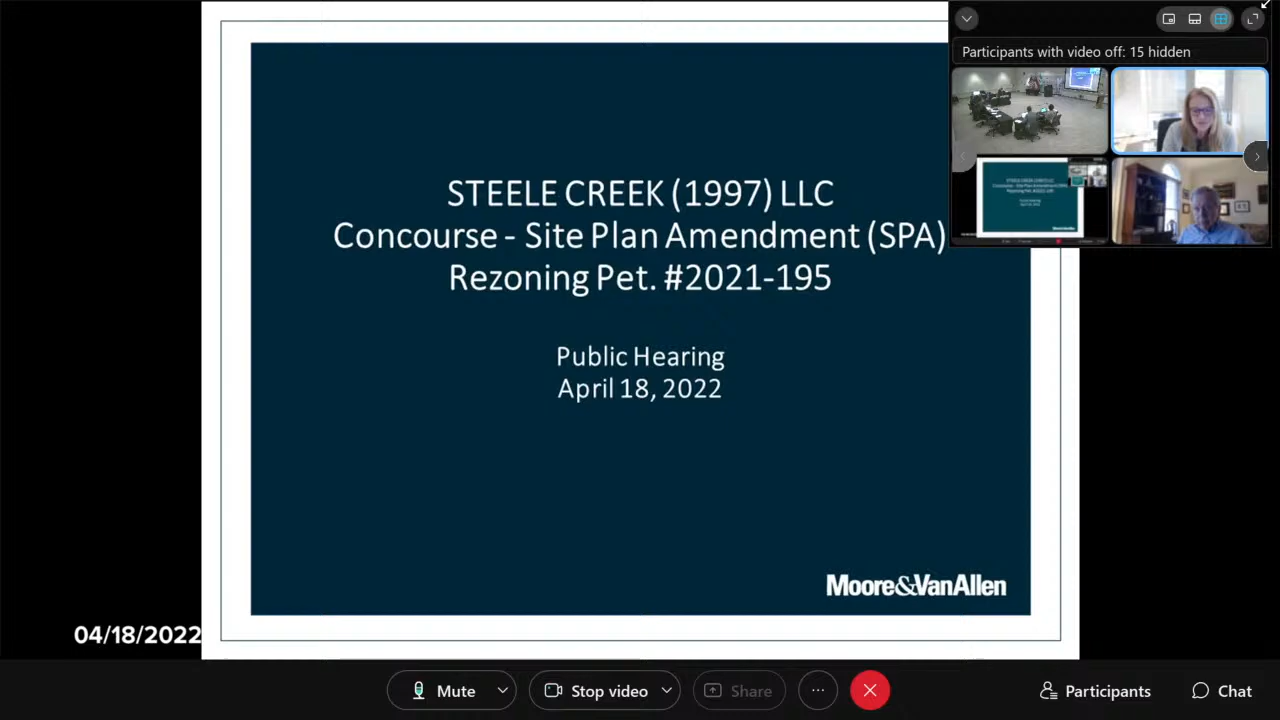 Participants with video off: 15 hidden
STEELE CREEK (1997) LLC
Concourse - Site Plan Amendment (SPA)
Rezoning Pet. #2021-195
Public Hearing
April 18, 2022
Moore&VanAllen
04/18/2022
Mute
Stop video
Share
Participants
Chat